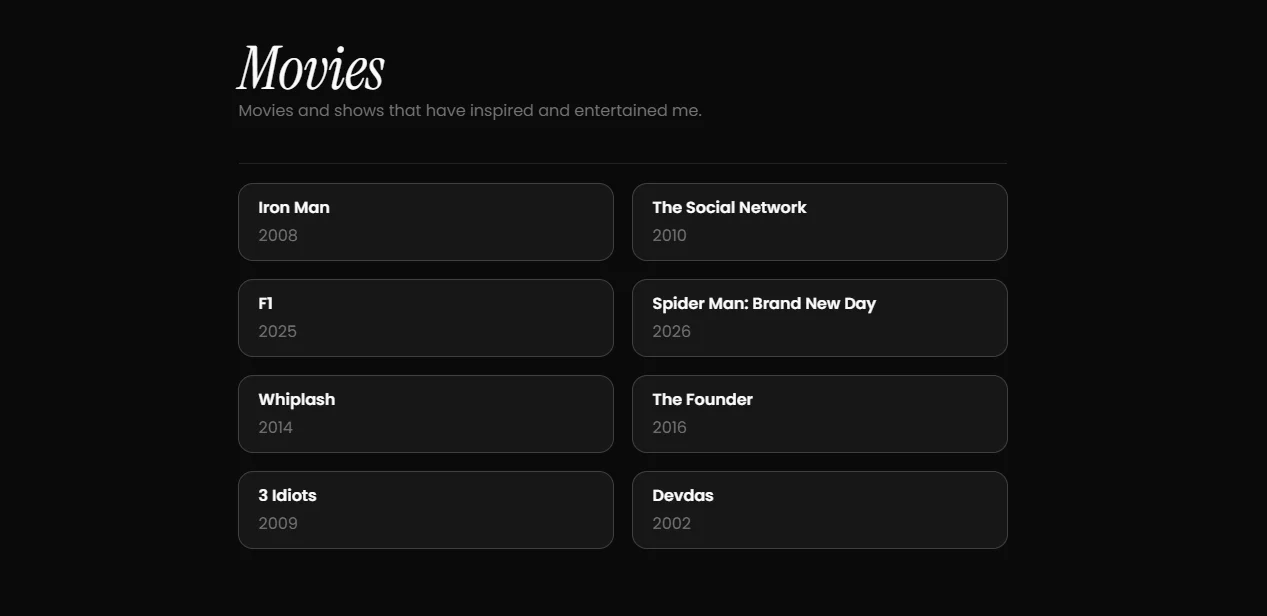 Movies
Movies and shows that have inspired and entertained me.
Iron Man
2008
The Social Network
2010
F1
2025
Spider Man: Brand New Day
2026
Whiplash
2014
The Founder
2016
3 Idiots
2009
Devdas
2002